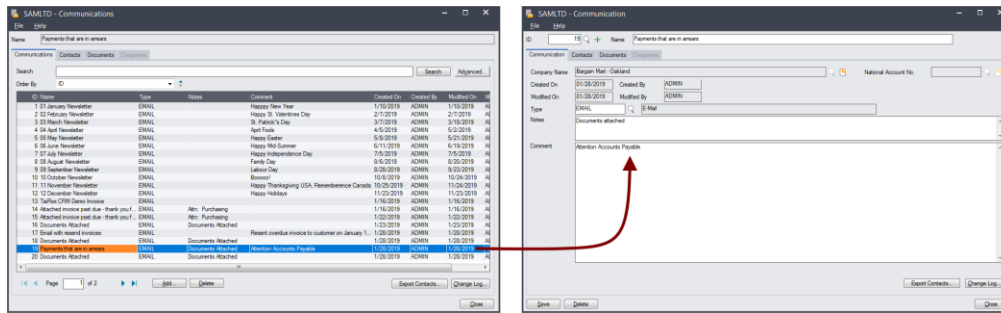 SAMLTD - Communications
File Help
Name Payments that are in arrears
Communications Contacts Documents Companies
Search Search Advanced...
Order By ID
ID Name Type Notes Comment Created On Created By Modified On
1 01 January Newsletter EMAIL Happy New Year 1/10/2019 ADMIN 1/10/2019
2 02 February Newsletter EMAIL Happy St. Valentines Day 2/7/2019 ADMIN 2/7/2019
3 03 March Newsletter EMAIL St. Patrick's Day 3/7/2019 ADMIN 3/18/2019
4 04 April Newsletter EMAIL April Fools 4/5/2019 ADMIN 5/2/2019
5 05 May Newsletter EMAIL Happy Easter 5/8/2019 ADMIN 5/21/2019
6 06 June Newsletter EMAIL Happy Mid-Summer 6/11/2019 ADMIN 6/19/2019
7 07 July Newsletter EMAIL Happy Independence Day 7/5/2019 ADMIN 7/5/2019
8 08 August Newsletter EMAIL Family Day 8/6/2019 ADMIN 8/20/2019
9 09 September Newsletter EMAIL Labour Day 8/28/2019 ADMIN 9/23/2019
10 10 October Newsletter EMAIL Booooo! 10/8/2019 ADMIN 10/24/2019
11 11 November Newsletter EMAIL Happy Thanksgiving USA, Rememberence Canada 10/25/2019 ADMIN 11/24/2019
12 12 December Newsletter EMAIL Happy Holidays 11/23/2019 ADMIN 11/23/2019
13 TaiRox CRM Demo Invoice EMAIL 1/16/2019 ADMIN 1/16/2019
14 Attached invoice past due - thank you f... EMAIL Attn: Purchasing 1/16/2019 ADMIN 1/16/2019
15 Attached invoice past due - thank you f... EMAIL Attn: Purchasing 1/22/2019 ADMIN 1/22/2019
16 Documents Attached EMAIL Documents Attached 1/23/2019 ADMIN 1/23/2019
17 Email with resend invoices EMAIL Resent overdue invoice to customer on January 1... 1/28/2019 ADMIN 1/28/2019
18 Documents Attached EMAIL Documents Attached 1/28/2019 ADMIN 1/28/2019
19 Payments that are in arrears EMAIL Documents Attached Attention Accounts Payable 1/28/2019 ADMIN 1/28/2019
20 Documents Attached EMAIL Documents Attached 1/28/2019 ADMIN 1/28/2019
Page 1 of 2 Add... Delete Export Contacts... Change Log...
Close
SAMLTD - Communication
File Help
ID 19 Name Payments that are in arrears
Communication Contacts Documents Companies
Company Name Bargain Mart - Oakland National Account No.
Created On 01/28/2019 Created By ADMIN
Modified On 01/28/2019 Modified By ADMIN
Type EMAIL E-Mail
Notes Documents attached
Comment Attention Accounts Payable
Export Contacts... Change Log...
Save Delete Close